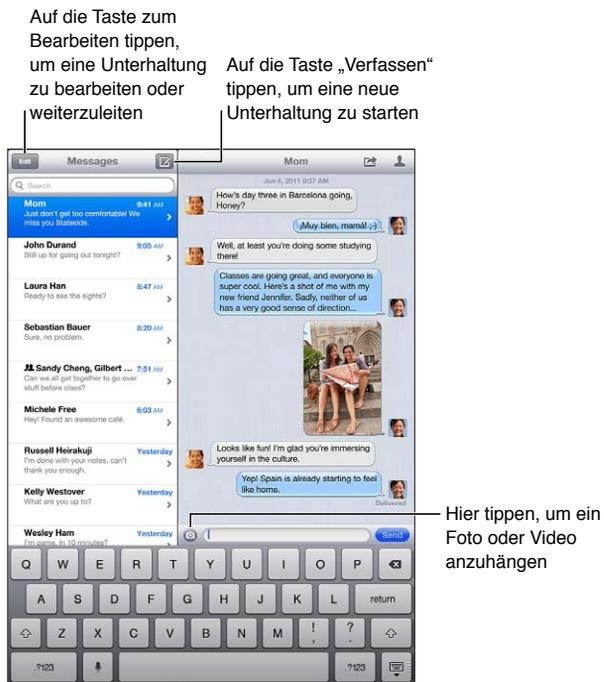 Auf die Taste zum
Bearbeiten tippen,
um eine Unterhaltung
zu bearbeiten oder
weiterzuleiten
Auf die Taste „Verfassen“
tippen, um eine neue
Unterhaltung zu starten
Edit
Messages
Search
Mom 9:41 AM
Just don't get too comfortable! We
miss you Stateside.
John Durand 9:05 AM
Still up for going out tonight?
Laura Han 8:47 AM
Ready to see the sights?
Sebastian Bauer 8:20 AM
Sure, no problem.
Sandy Cheng, Gilbert ... 7:51 AM
Can we all get together to go over
stuff before class?
Michele Free 6:03 AM
Hey! Found an awesome café.
Russell Heirakuji Yesterday
I'm done with your notes, can't
thank you enough.
Kelly Westover Yesterday
What are you up to?
Wesley Ham Yesterday
I'm game. In 10 minutes?
Mom
Jun 8, 2011 9:37 AM
How's day three in Barcelona going,
Honey?
¡Muy bien, mamá! ;-)
Well, at least you're doing some studying
there!
Classes are going great, and everyone is
super cool. Here's a shot of me with my
new friend Jennifer. Sadly, neither of us
has a very good sense of direction...
Looks like fun! I'm glad you're immersing
yourself in the culture.
Yep! Spain is already starting to feel
like home.
Delivered
Send
Hier tippen, um ein
Foto oder Video
anzuhängen
Q W E R T Y U I O P
A S D F G H J K L return
Z X C V B N M ! , ? .
.?123 .?123